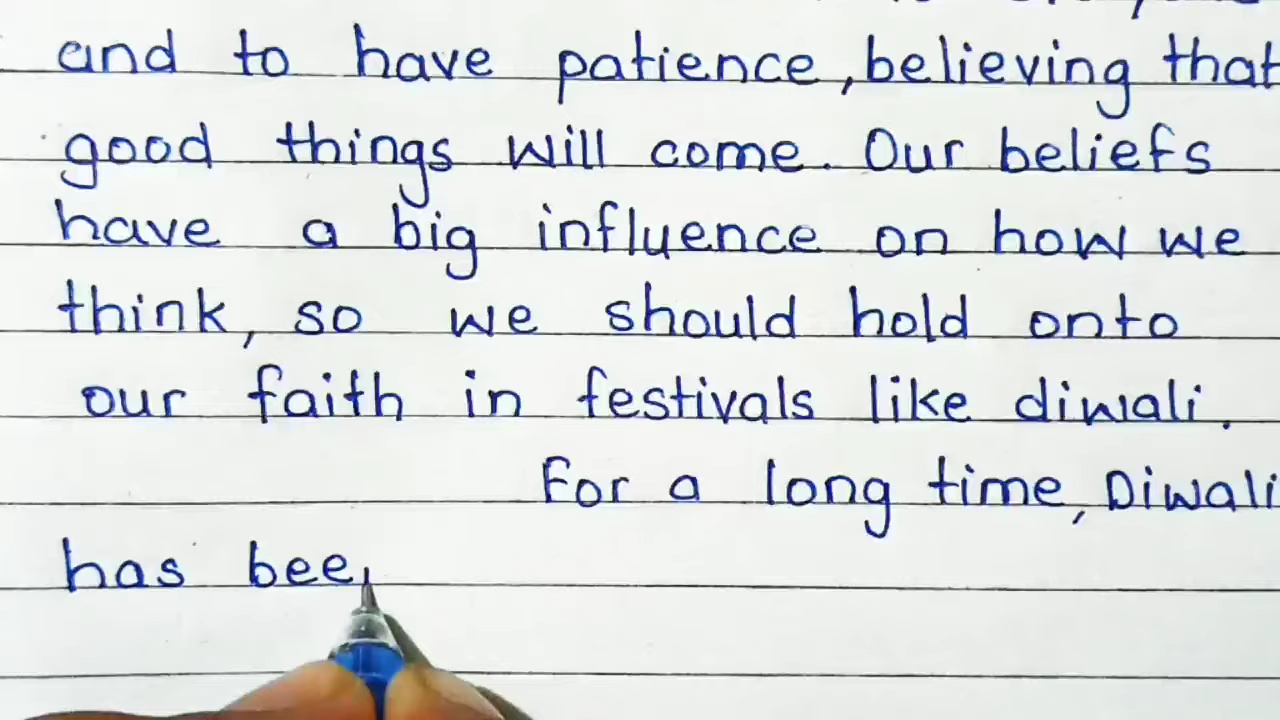 and to have patience, believing that
good things will come. Our beliefs
have a big influence on how we
think, so we should hold onto
our faith in festivals like diwali.
For a long time, Diwali
has bee